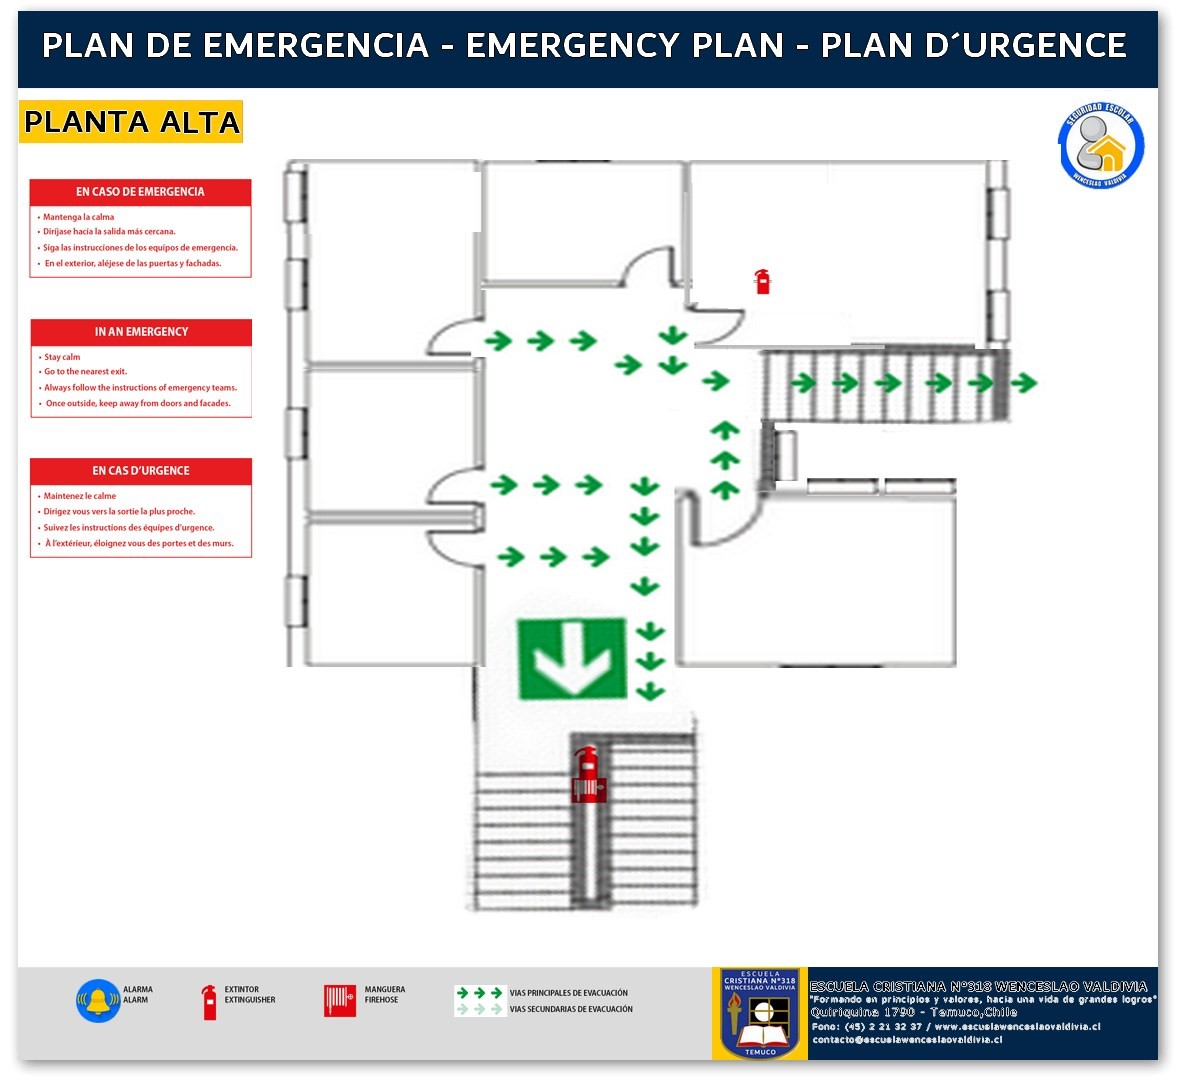 PLAN DE EMERGENCIA - EMERGENCY PLAN - PLAN D´URGENCE
PLANTA ALTA
SEGURIDAD ESCOLAR
WENCESLAO VALDIVIA
EN CASO DE EMERGENCIA
• Mantenga la calma
• Diríjase hacia la salida más cercana.
• Siga las instrucciones de los equipos de emergencia.
• En el exterior, aléjese de las puertas y fachadas.
IN AN EMERGENCY
• Stay calm
• Go to the nearest exit.
• Always follow the instructions of emergency teams.
• Once outside, keep away from doors and facades.
EN CAS D'URGENCE
• Maintenez le calme
• Dirigez vous vers la sortie la plus proche.
• Suivez les instructions des équipes d'urgence.
• À l'extérieur, éloignez vous des portes et des murs.
ALARMA
ALARM
EXTINTOR
EXTINGUISHER
MANGUERA
FIREHOSE
VIAS PRINCIPALES DE EVACUACIÓN
VIAS SECUNDARIAS DE EVACUACIÓN
ESCUELA
CRISTIANA Nº318
WENCESLAO VALDIVIA
TEMUCO
ESCUELA CRISTIANA Nº318 WENCESLAO VALDIVIA
"Formando en principios y valores, hacia una vida de grandes logros"
Quiriquina 1790 - Temuco,Chile
Fono: (45) 2 21 32 37 / www.escuelawenceslaovaldivia.cl
contacto@escuelawenceslaovaldivia.cl